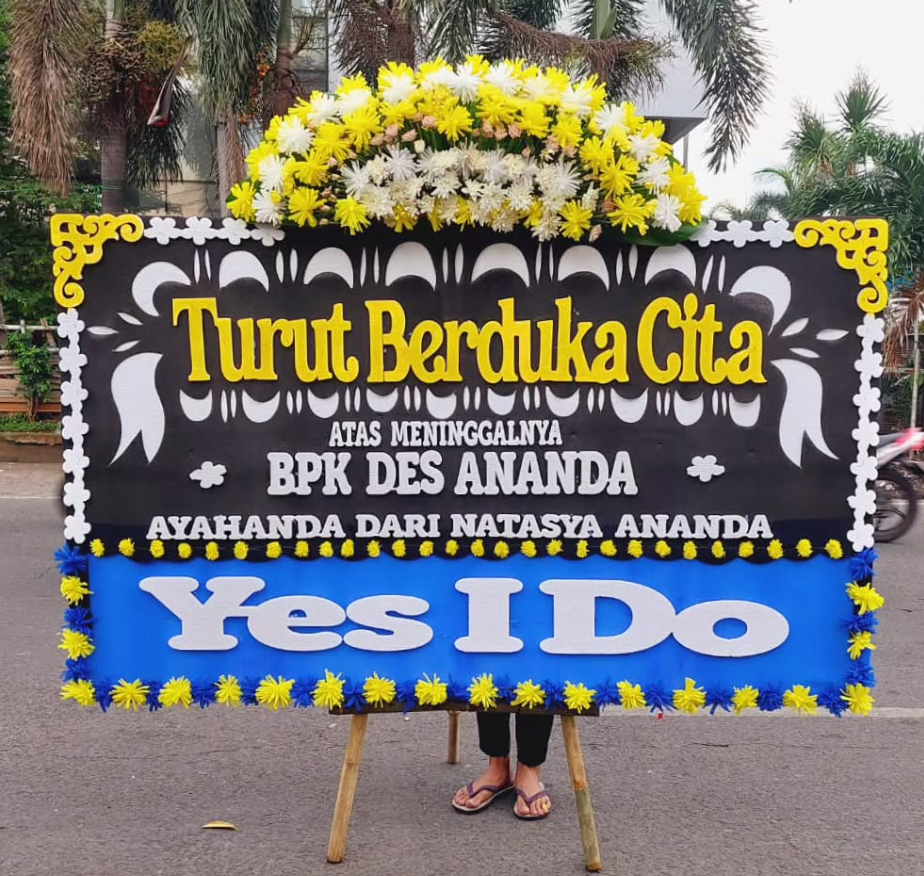 Turut Berduka Cita
ATAS MENINGGALNYA
BPK DES ANANDA
AYAHANDA DARI NATASYA ANANDA
Yes I Do